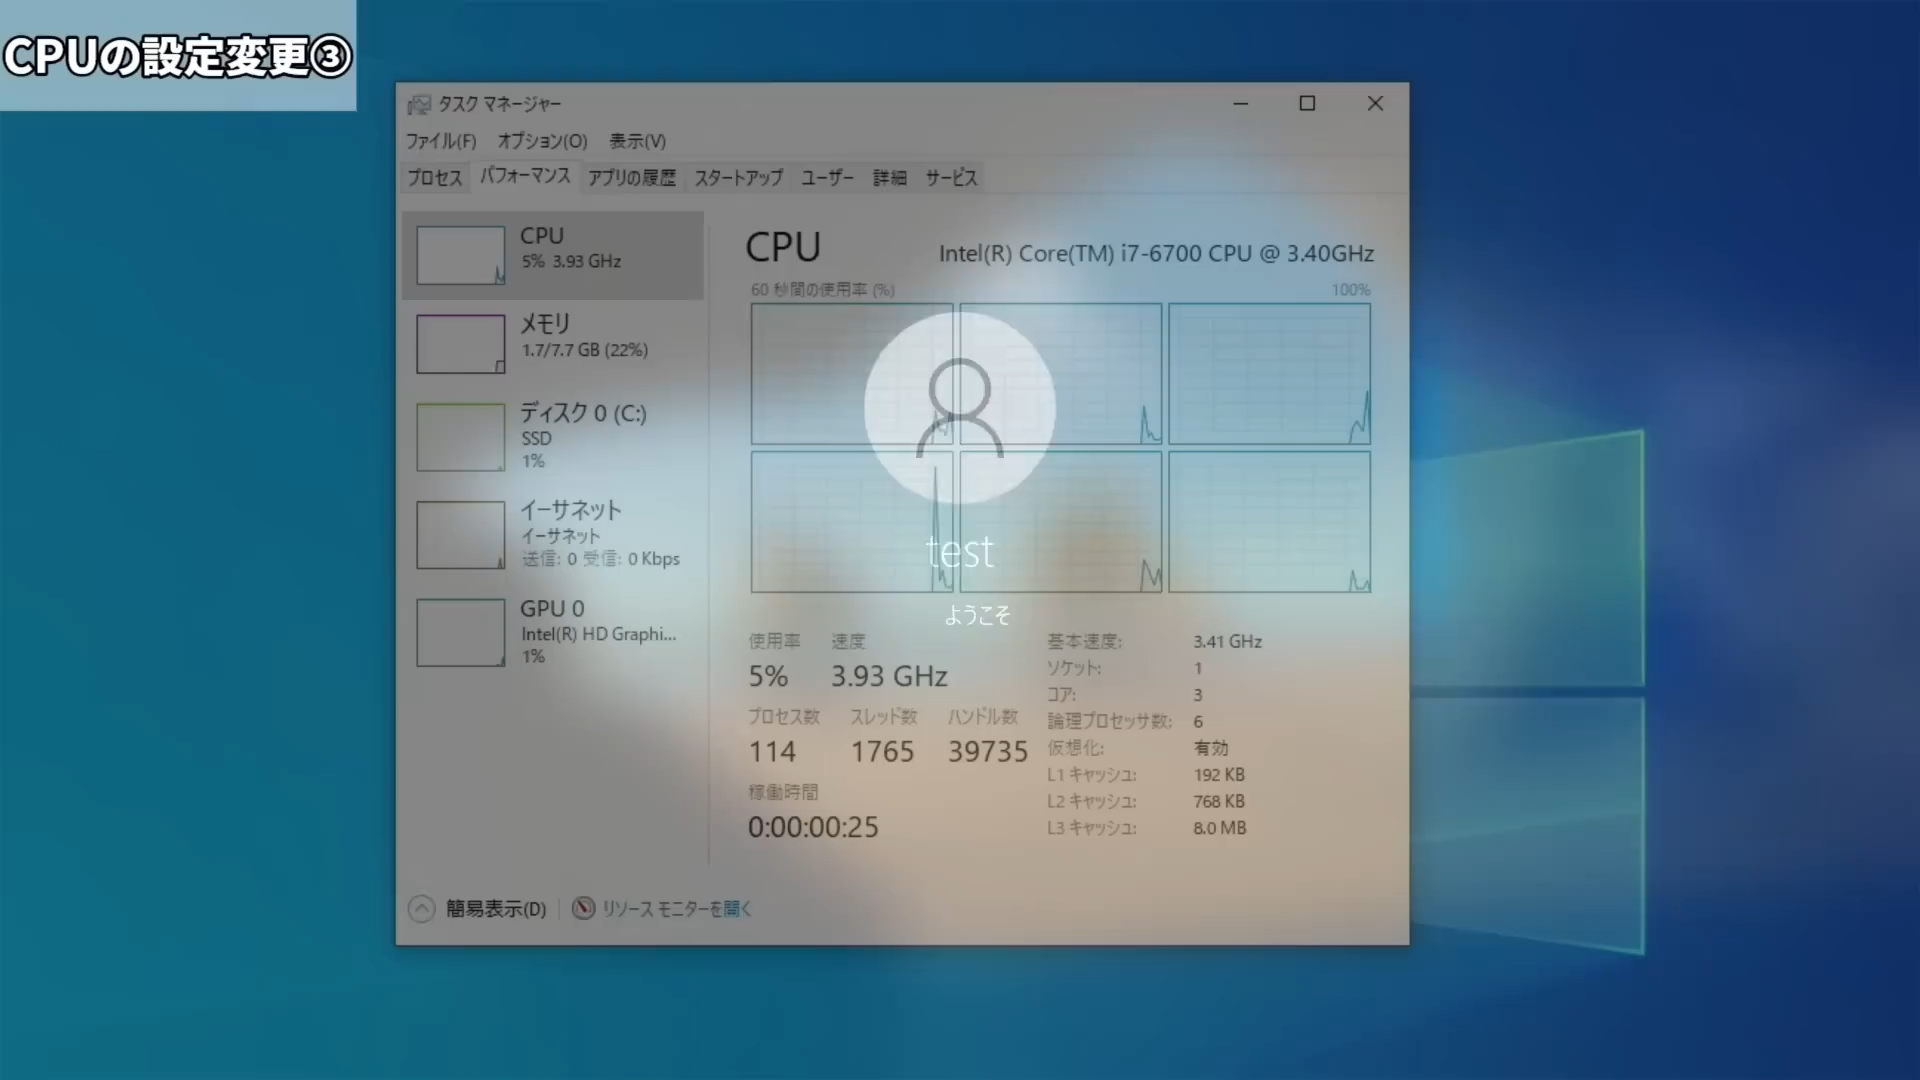 CPUの設定変更③
タスク マネージャー
ファイル(F) オプション(O) 表示(V)
プロセス パフォーマンス アプリの履歴 スタートアップ ユーザー 詳細 サービス
CPU
5% 3.93 GHz
メモリ
1.7/7.7 GB (22%)
ディスク 0 (C:)
SSD
1%
イーサネット
イーサネット
送信: 0 受信: 0 Kbps
GPU 0
Intel(R) HD Graphi...
1%
CPU Intel(R) Core(TM) i7-6700 CPU @ 3.40GHz
60 秒間の使用率 (%) 100%
test
ようこそ
使用率 速度
5% 3.93 GHz
プロセス数 スレッド数 ハンドル数
114 1765 39735
稼働時間
0:00:00:25
基本速度: 3.41 GHz
ソケット: 1
コア: 3
論理プロセッサ数: 6
仮想化: 有効
L1 キャッシュ: 192 KB
L2 キャッシュ: 768 KB
L3 キャッシュ: 8.0 MB
簡易表示(D) リソース モニターを開く